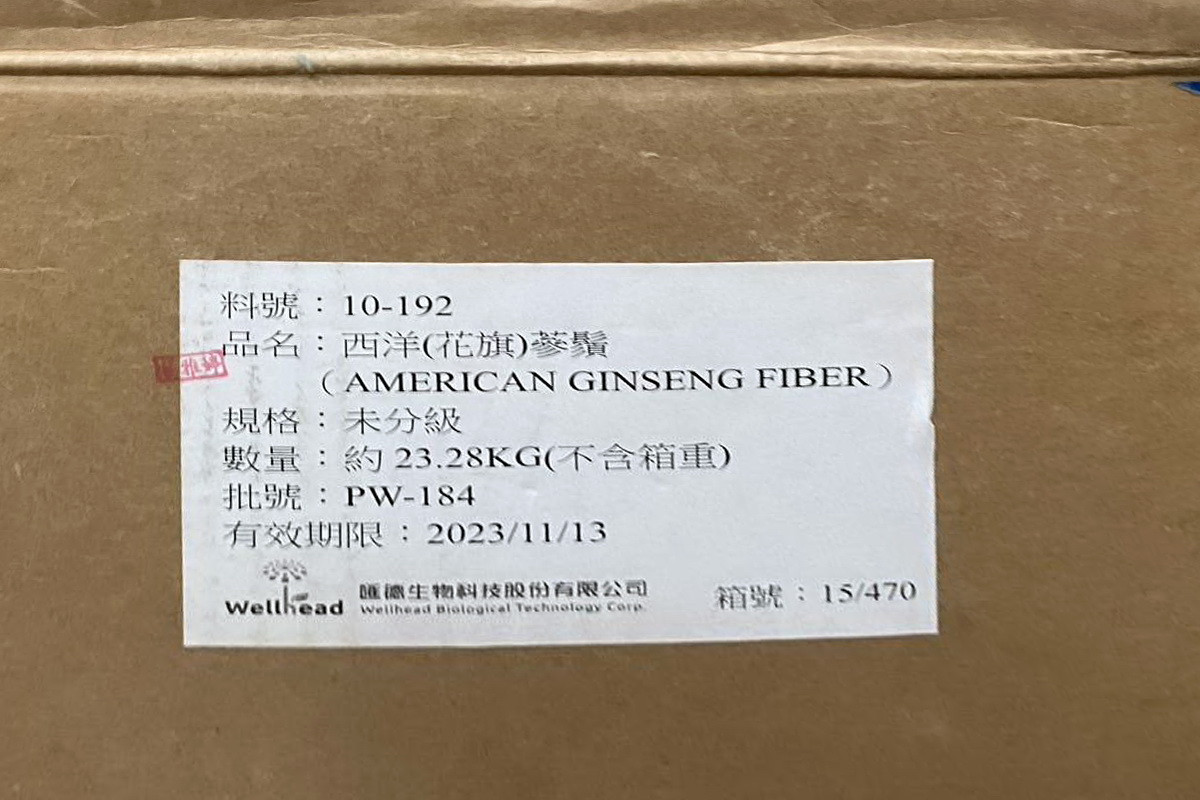 料號：10-192
品名：西洋(花旗)蔘鬚
（AMERICAN GINSENG FIBER）
規格：未分級
數量：約 23.28KG(不含箱重)
批號：PW-184
有效期限：2023/11/13
Wellhead
匯德生物科技股份有限公司
Wellhead Biological Technology Corp.
箱號：15/470